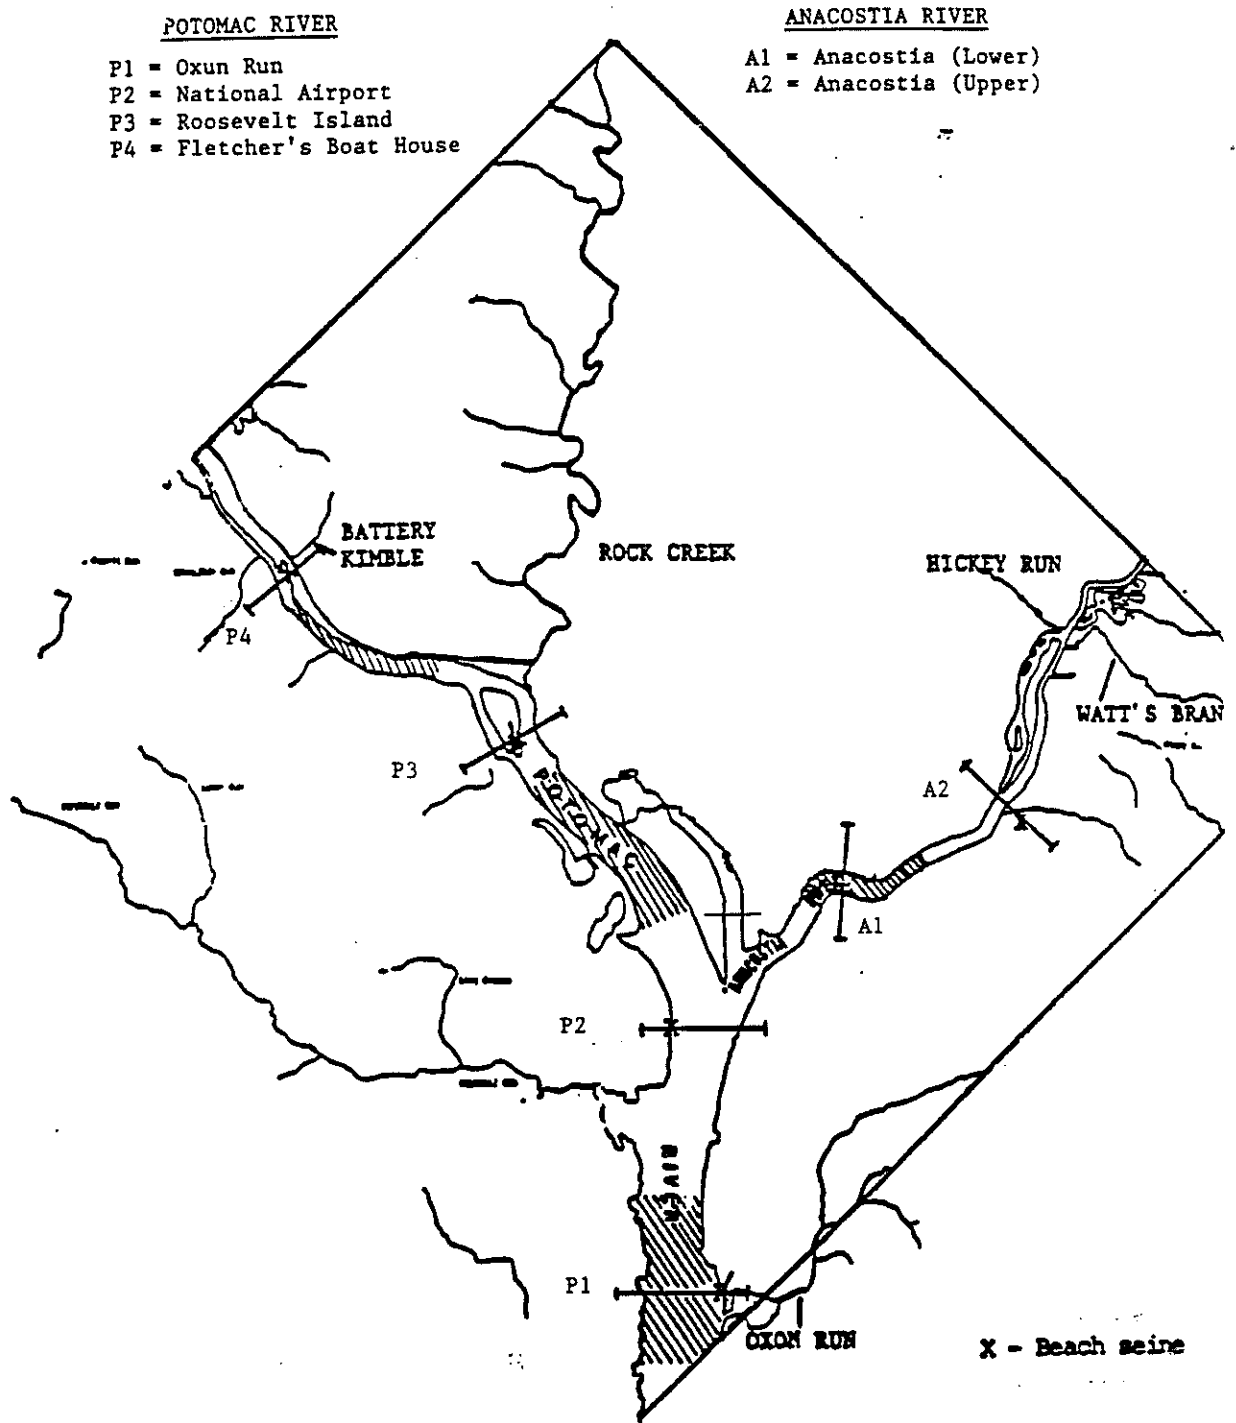 POTOMAC RIVER
P1 = Oxun Run
P2 = National Airport
P3 = Roosevelt Island
P4 = Fletcher's Boat House
ANACOSTIA RIVER
A1 = Anacostia (Lower)
A2 = Anacostia (Upper)
BATTERY
KIMBLE
ROCK CREEK
HICKEY RUN
P4
WATT'S BRAN
P3
POTOMAC
A2
A1
ANACOSTIA
P2
RIVER
P1
OXON RUN
X - Beach seine